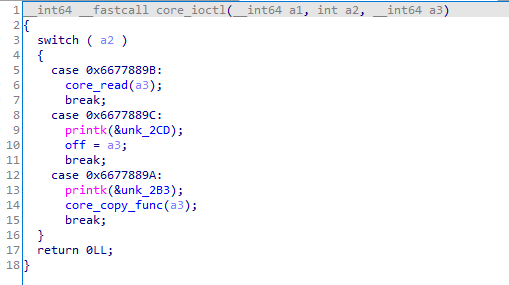 1 __int64 __fastcall core_ioctl(__int64 a1, int a2, __int64 a3)
2 {
3   switch ( a2 )
4   {
5     case 0x6677889B:
6       core_read(a3);
7       break;
8     case 0x6677889C:
9       printk(&unk_2CD);
10       off = a3;
11       break;
12     case 0x6677889A:
13       printk(&unk_2B3);
14       core_copy_func(a3);
15       break;
16   }
17   return 0LL;
18 }